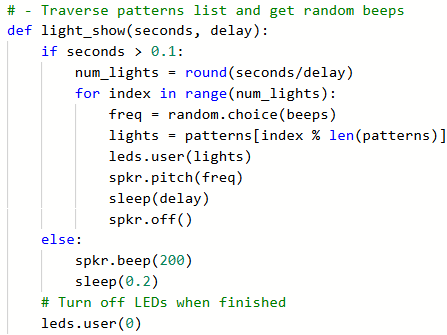 # - Traverse patterns list and get random beeps
def light_show(seconds, delay):
    if seconds > 0.1:
        num_lights = round(seconds/delay)
        for index in range(num_lights):
            freq = random.choice(beeps)
            lights = patterns[index % len(patterns)]
            leds.user(lights)
            spkr.pitch(freq)
            sleep(delay)
            spkr.off()
    else:
        spkr.beep(200)
        sleep(0.2)
    # Turn off LEDs when finished
    leds.user(0)